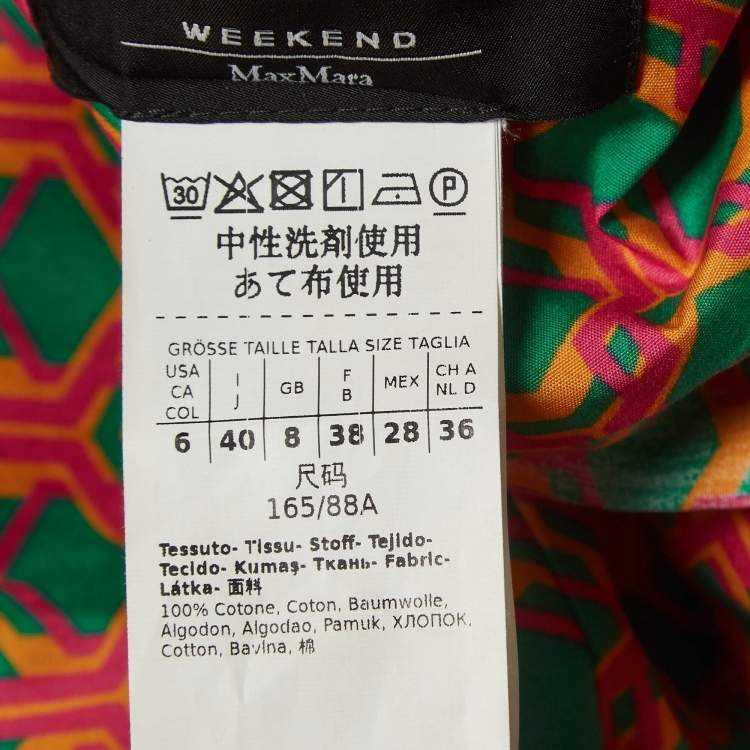 WEEKEND
MaxMara
30 P
中性洗剤使用
あて布使用
GRÖSSE TAILLE TALLA SIZE TAGLIA
USA CA COL I J GB F B MEX CH A NL D
6 40 8 38 28 36
尺码
165/88A
Tessuto- Tissu- Stoff- Tejido-
Tecido- Kumaş- Ткань- Fabric-
Látka- 面料
100% Cotone, Coton, Baumwolle,
Algodon, Algodao, Pamuk, ХЛОПОК,
Cotton, Bavlna, 棉